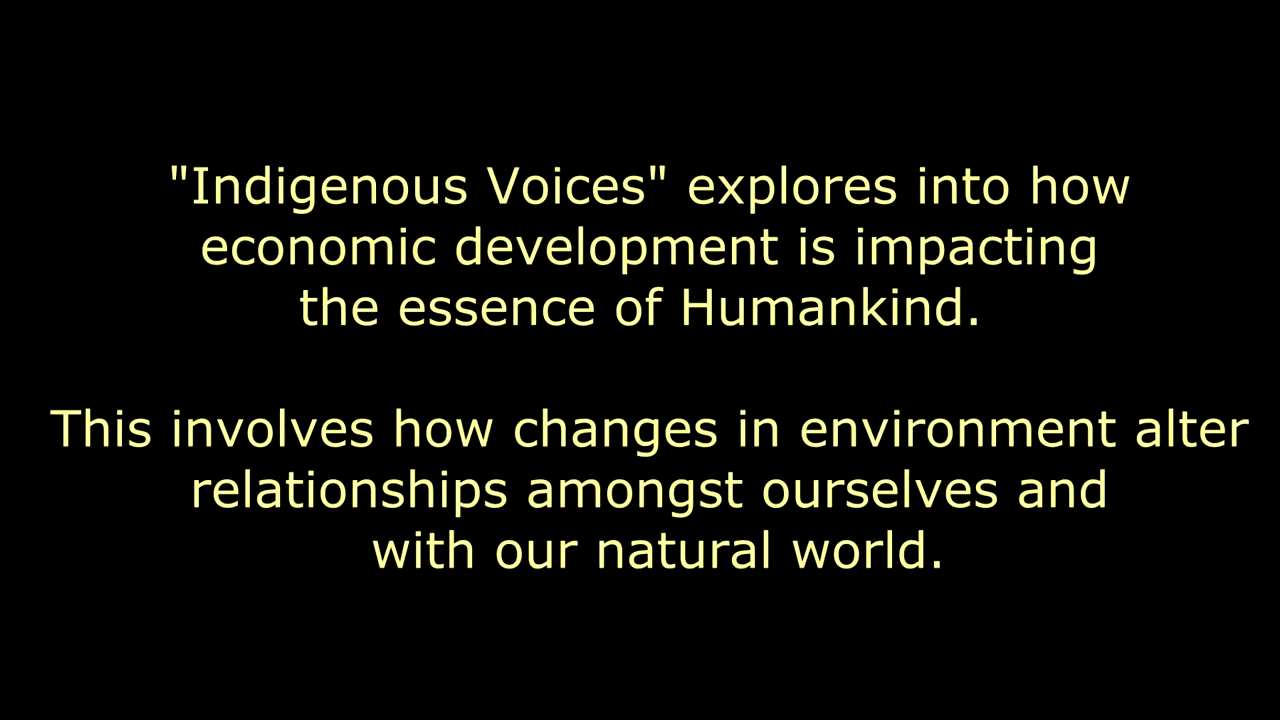 "Indigenous Voices" explores into how
economic development is impacting
the essence of Humankind.
This involves how changes in environment alter
relationships amongst ourselves and
with our natural world.